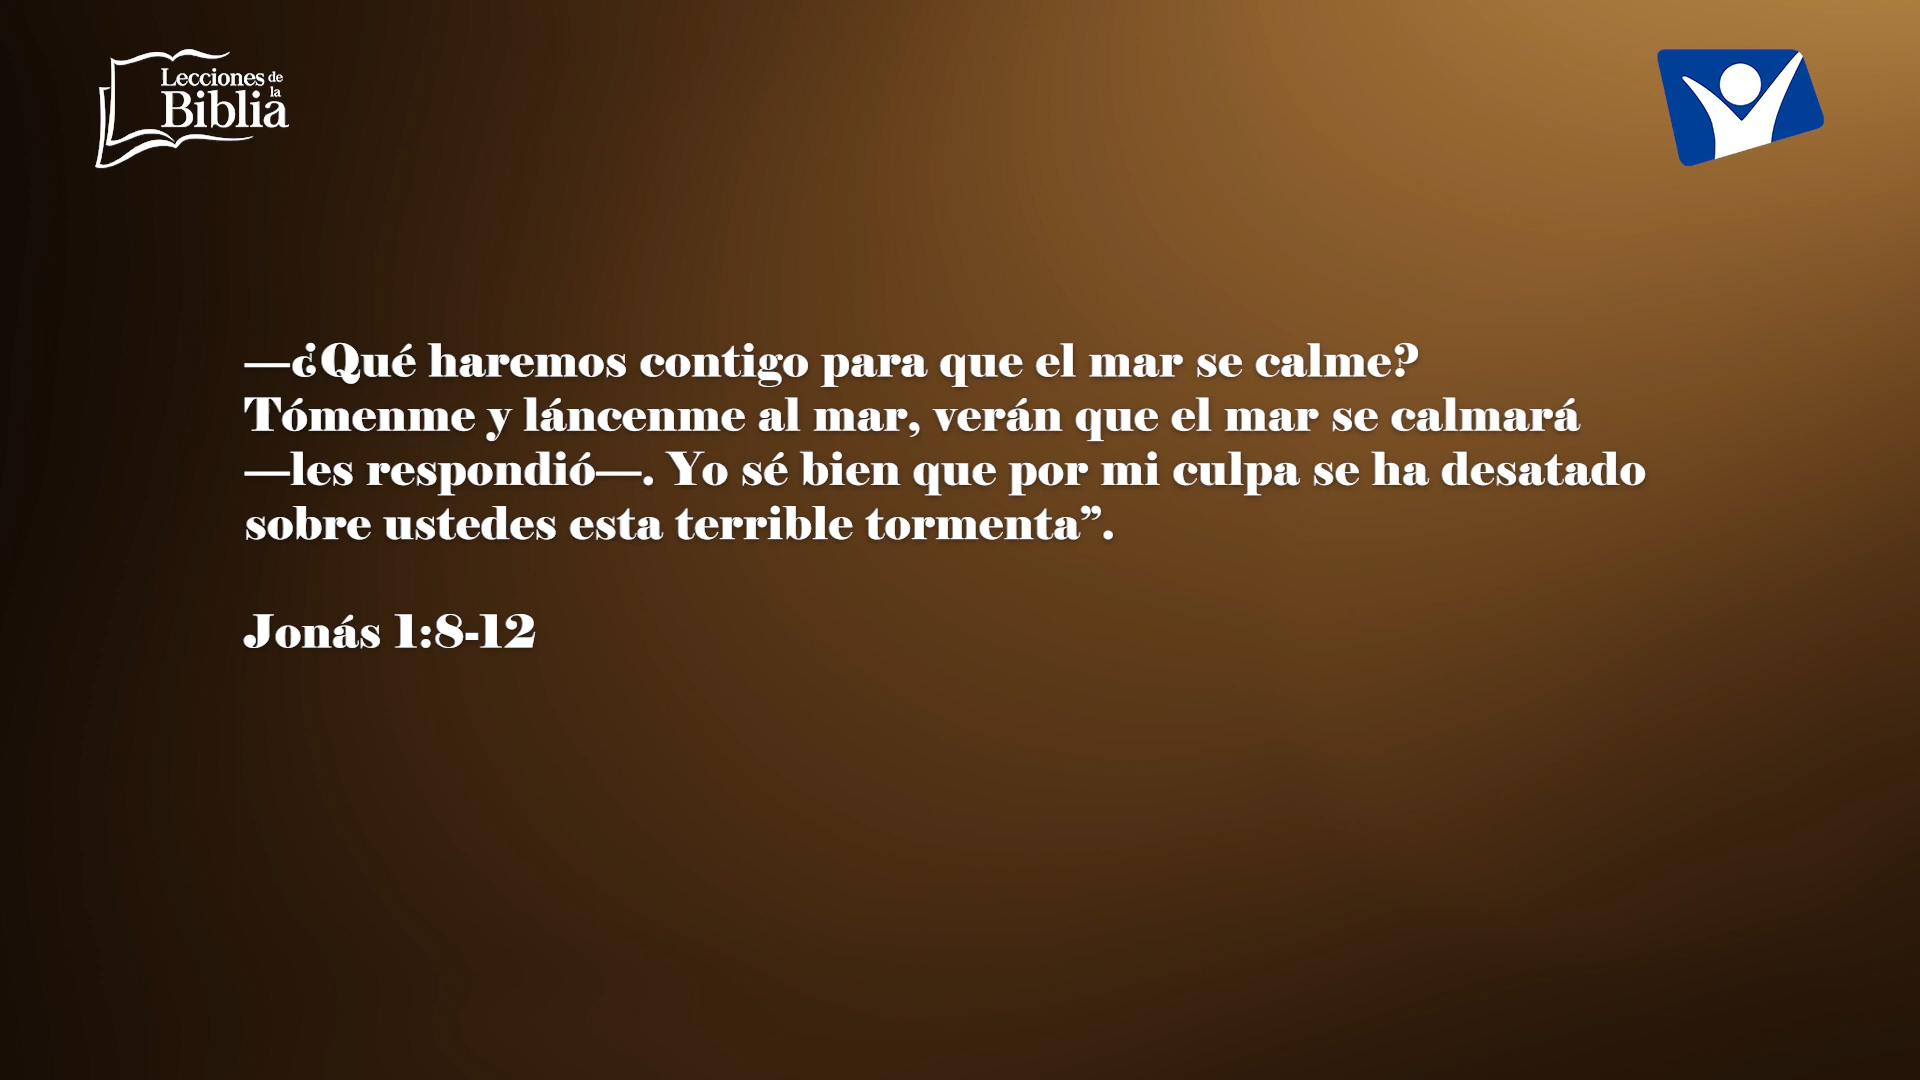 Lecciones de
la
Biblia
—¿Qué haremos contigo para que el mar se calme?
Tómenme y láncenme al mar, verán que el mar se calmará
—les respondió—. Yo sé bien que por mi culpa se ha desatado
sobre ustedes esta terrible tormenta”.
Jonás 1:8-12